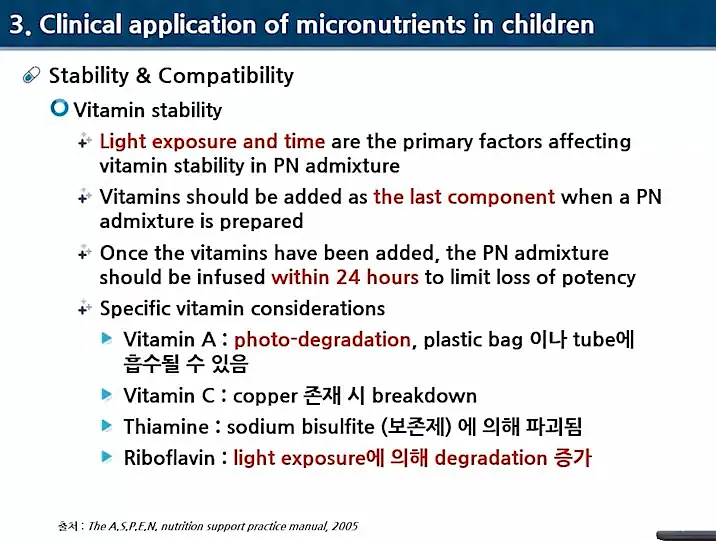 3. Clinical application of micronutrients in children
Stability & Compatibility
Vitamin stability
Light exposure and time are the primary factors affecting
vitamin stability in PN admixture
Vitamins should be added as the last component when a PN
admixture is prepared
Once the vitamins have been added, the PN admixture
should be infused within 24 hours to limit loss of potency
Specific vitamin considerations
Vitamin A : photo-degradation, plastic bag 이나 tube에
흡수될 수 있음
Vitamin C : copper 존재 시 breakdown
Thiamine : sodium bisulfite (보존제) 에 의해 파괴됨
Riboflavin : light exposure에 의해 degradation 증가
출처 : The A.S.P.E.N. nutrition support practice manual, 2005